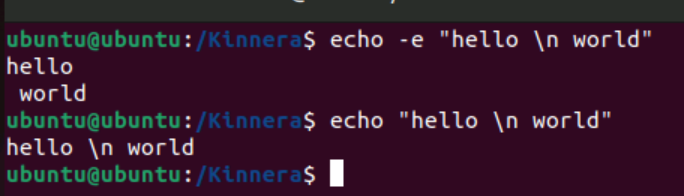 ubuntu@ubuntu:/Kinnera$ echo -e "hello \n world"
hello
 world
ubuntu@ubuntu:/Kinnera$ echo "hello \n world"
hello \n world
ubuntu@ubuntu:/Kinnera$